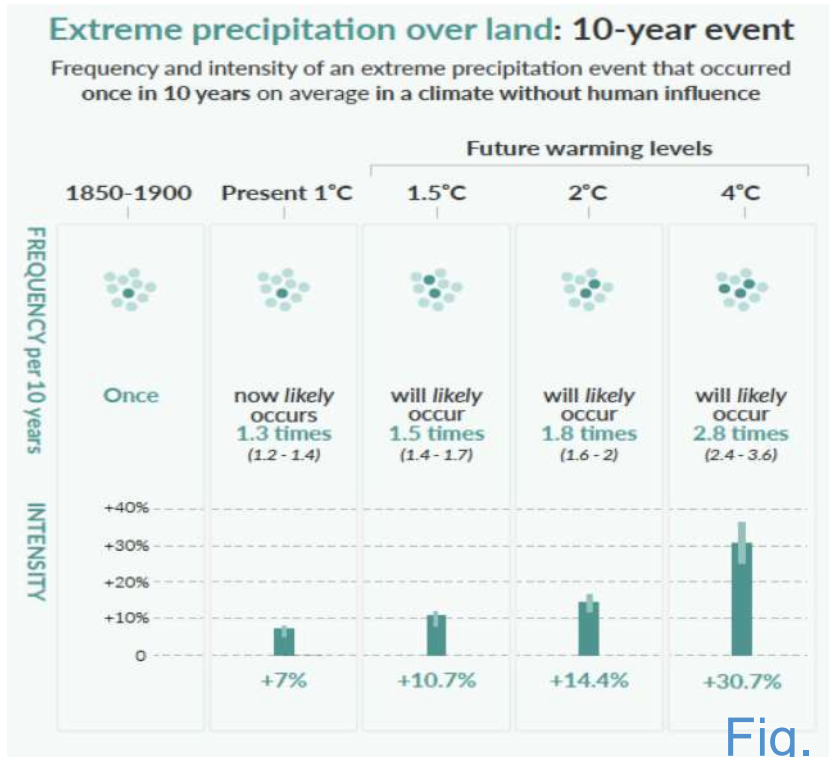 Extreme precipitation over land: 10-year event
Frequency and intensity of an extreme precipitation event that occurred
once in 10 years on average in a climate without human influence
Future warming levels
1850-1900 Present 1°C 1.5°C 2°C 4°C
FREQUENCY per 10 years
Once
now likely
occurs
1.3 times
(1.2 - 1.4)
will likely
occur
1.5 times
(1.4 - 1.7)
will likely
occur
1.8 times
(1.6 - 2)
will likely
occur
2.8 times
(2.4 - 3.6)
INTENSITY
+40%
+30%
+20%
+10%
0
+7% +10.7% +14.4% +30.7%
Fig.